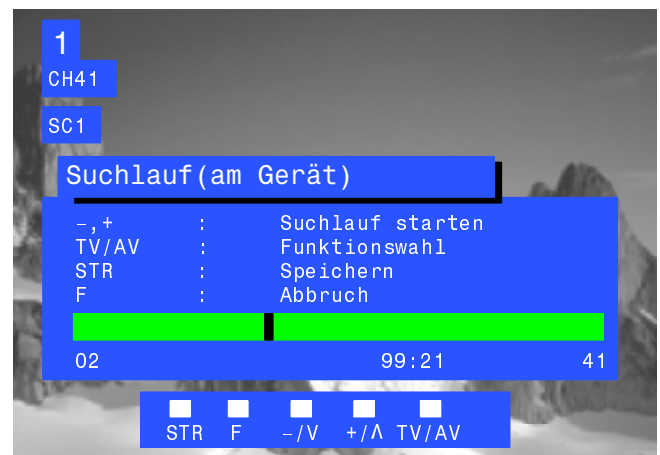 1
CH41
SC1
Suchlauf(am Gerät)
–,+ : Suchlauf starten
TV/AV : Funktionswahl
STR : Speichern
F : Abbruch
02 99:21 41
STR F –/V +/Λ TV/AV